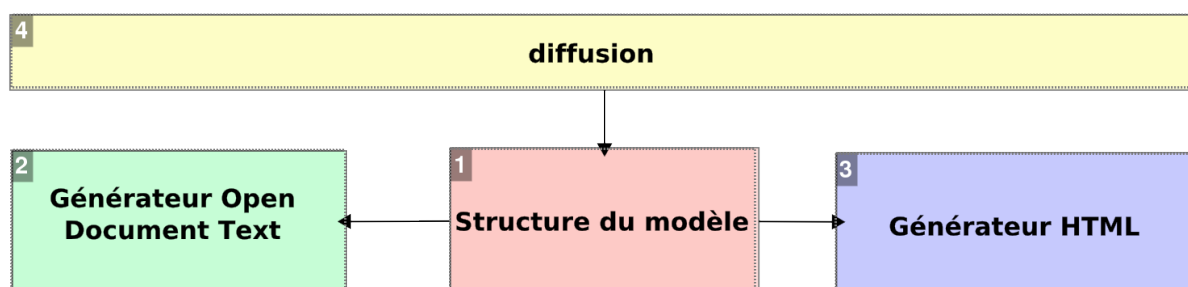 4
diffusion
2
Générateur Open
Document Text
1
Structure du modèle
3
Générateur HTML